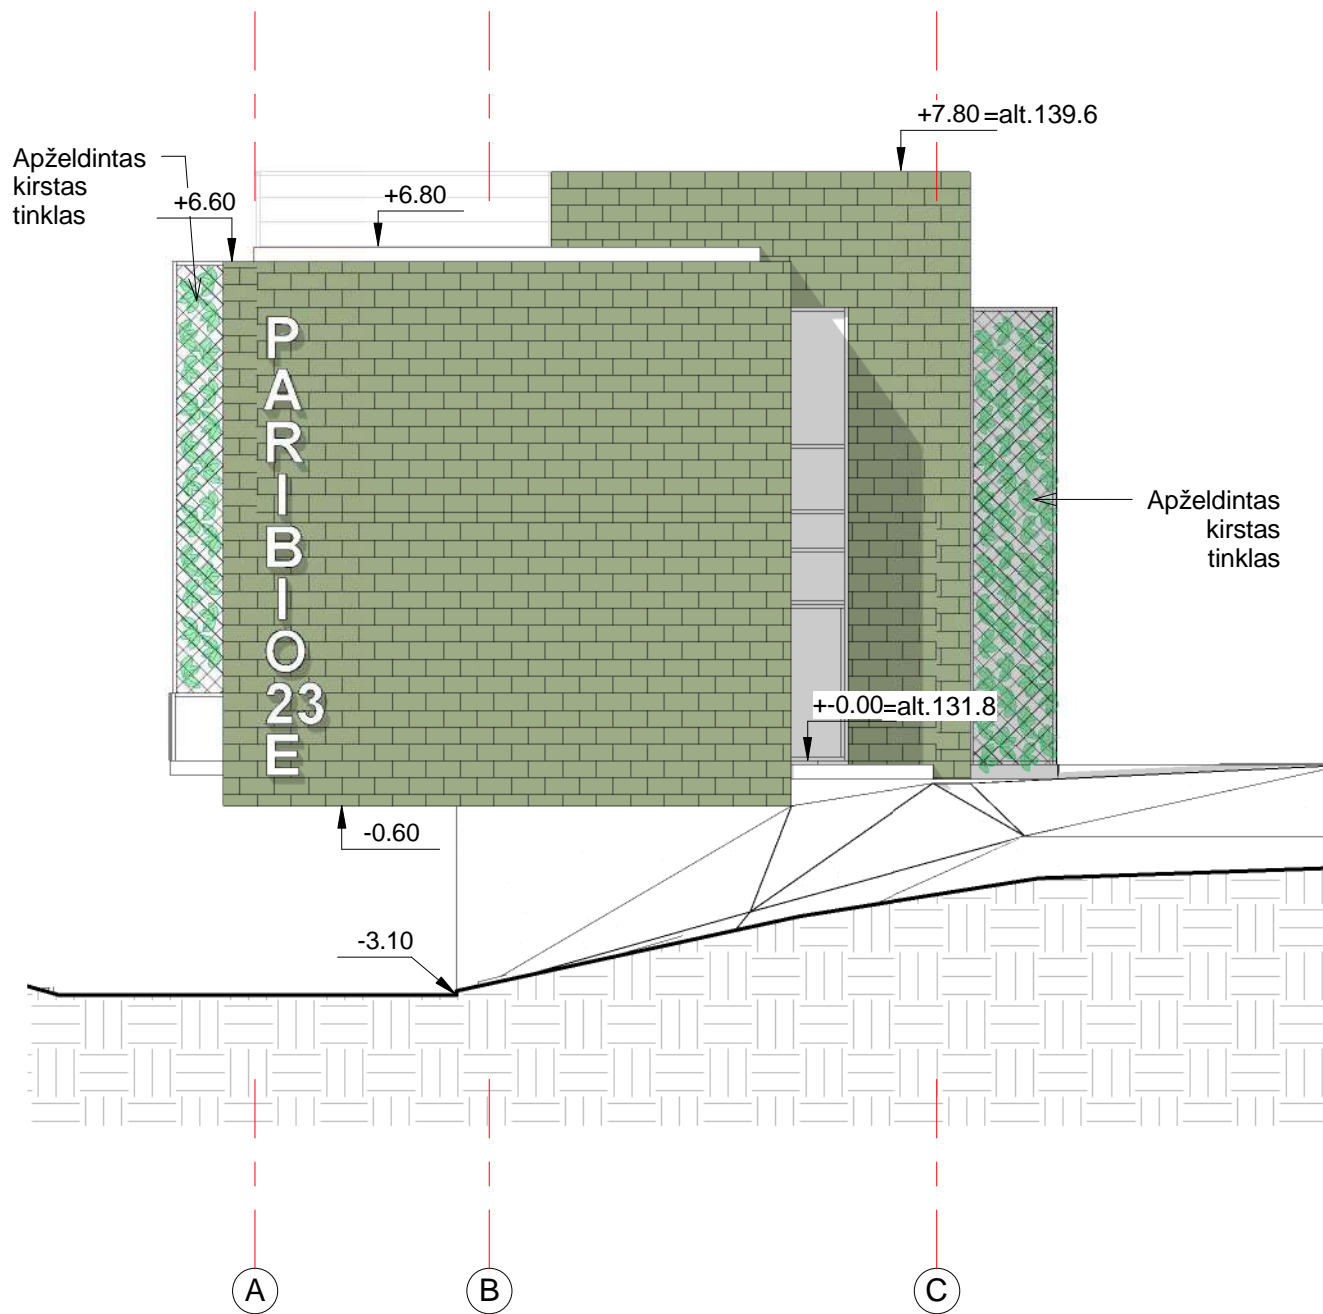 +7.80=alt.139.6
Apželdintas
kirstas
tinklas
+6.60
+6.80
P
A
R
I
B
I
O
23
E
Apželdintas
kirstas
tinklas
+-0.00=alt.131.8
-0.60
-3.10
A
B
C